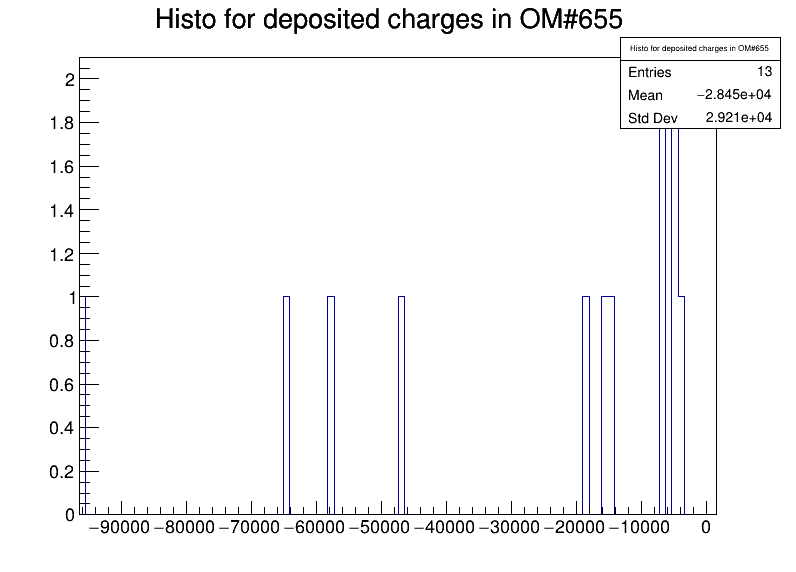 Histo for deposited charges in OM#655
Histo for deposited charges in OM#655
Entries 13
Mean −2.845e+04
Std Dev 2.921e+04
2
1.8
1.6
1.4
1.2
1
0.8
0.6
0.4
0.2
0
−90000 −80000 −70000 −60000 −50000 −40000 −30000 −20000 −10000 0